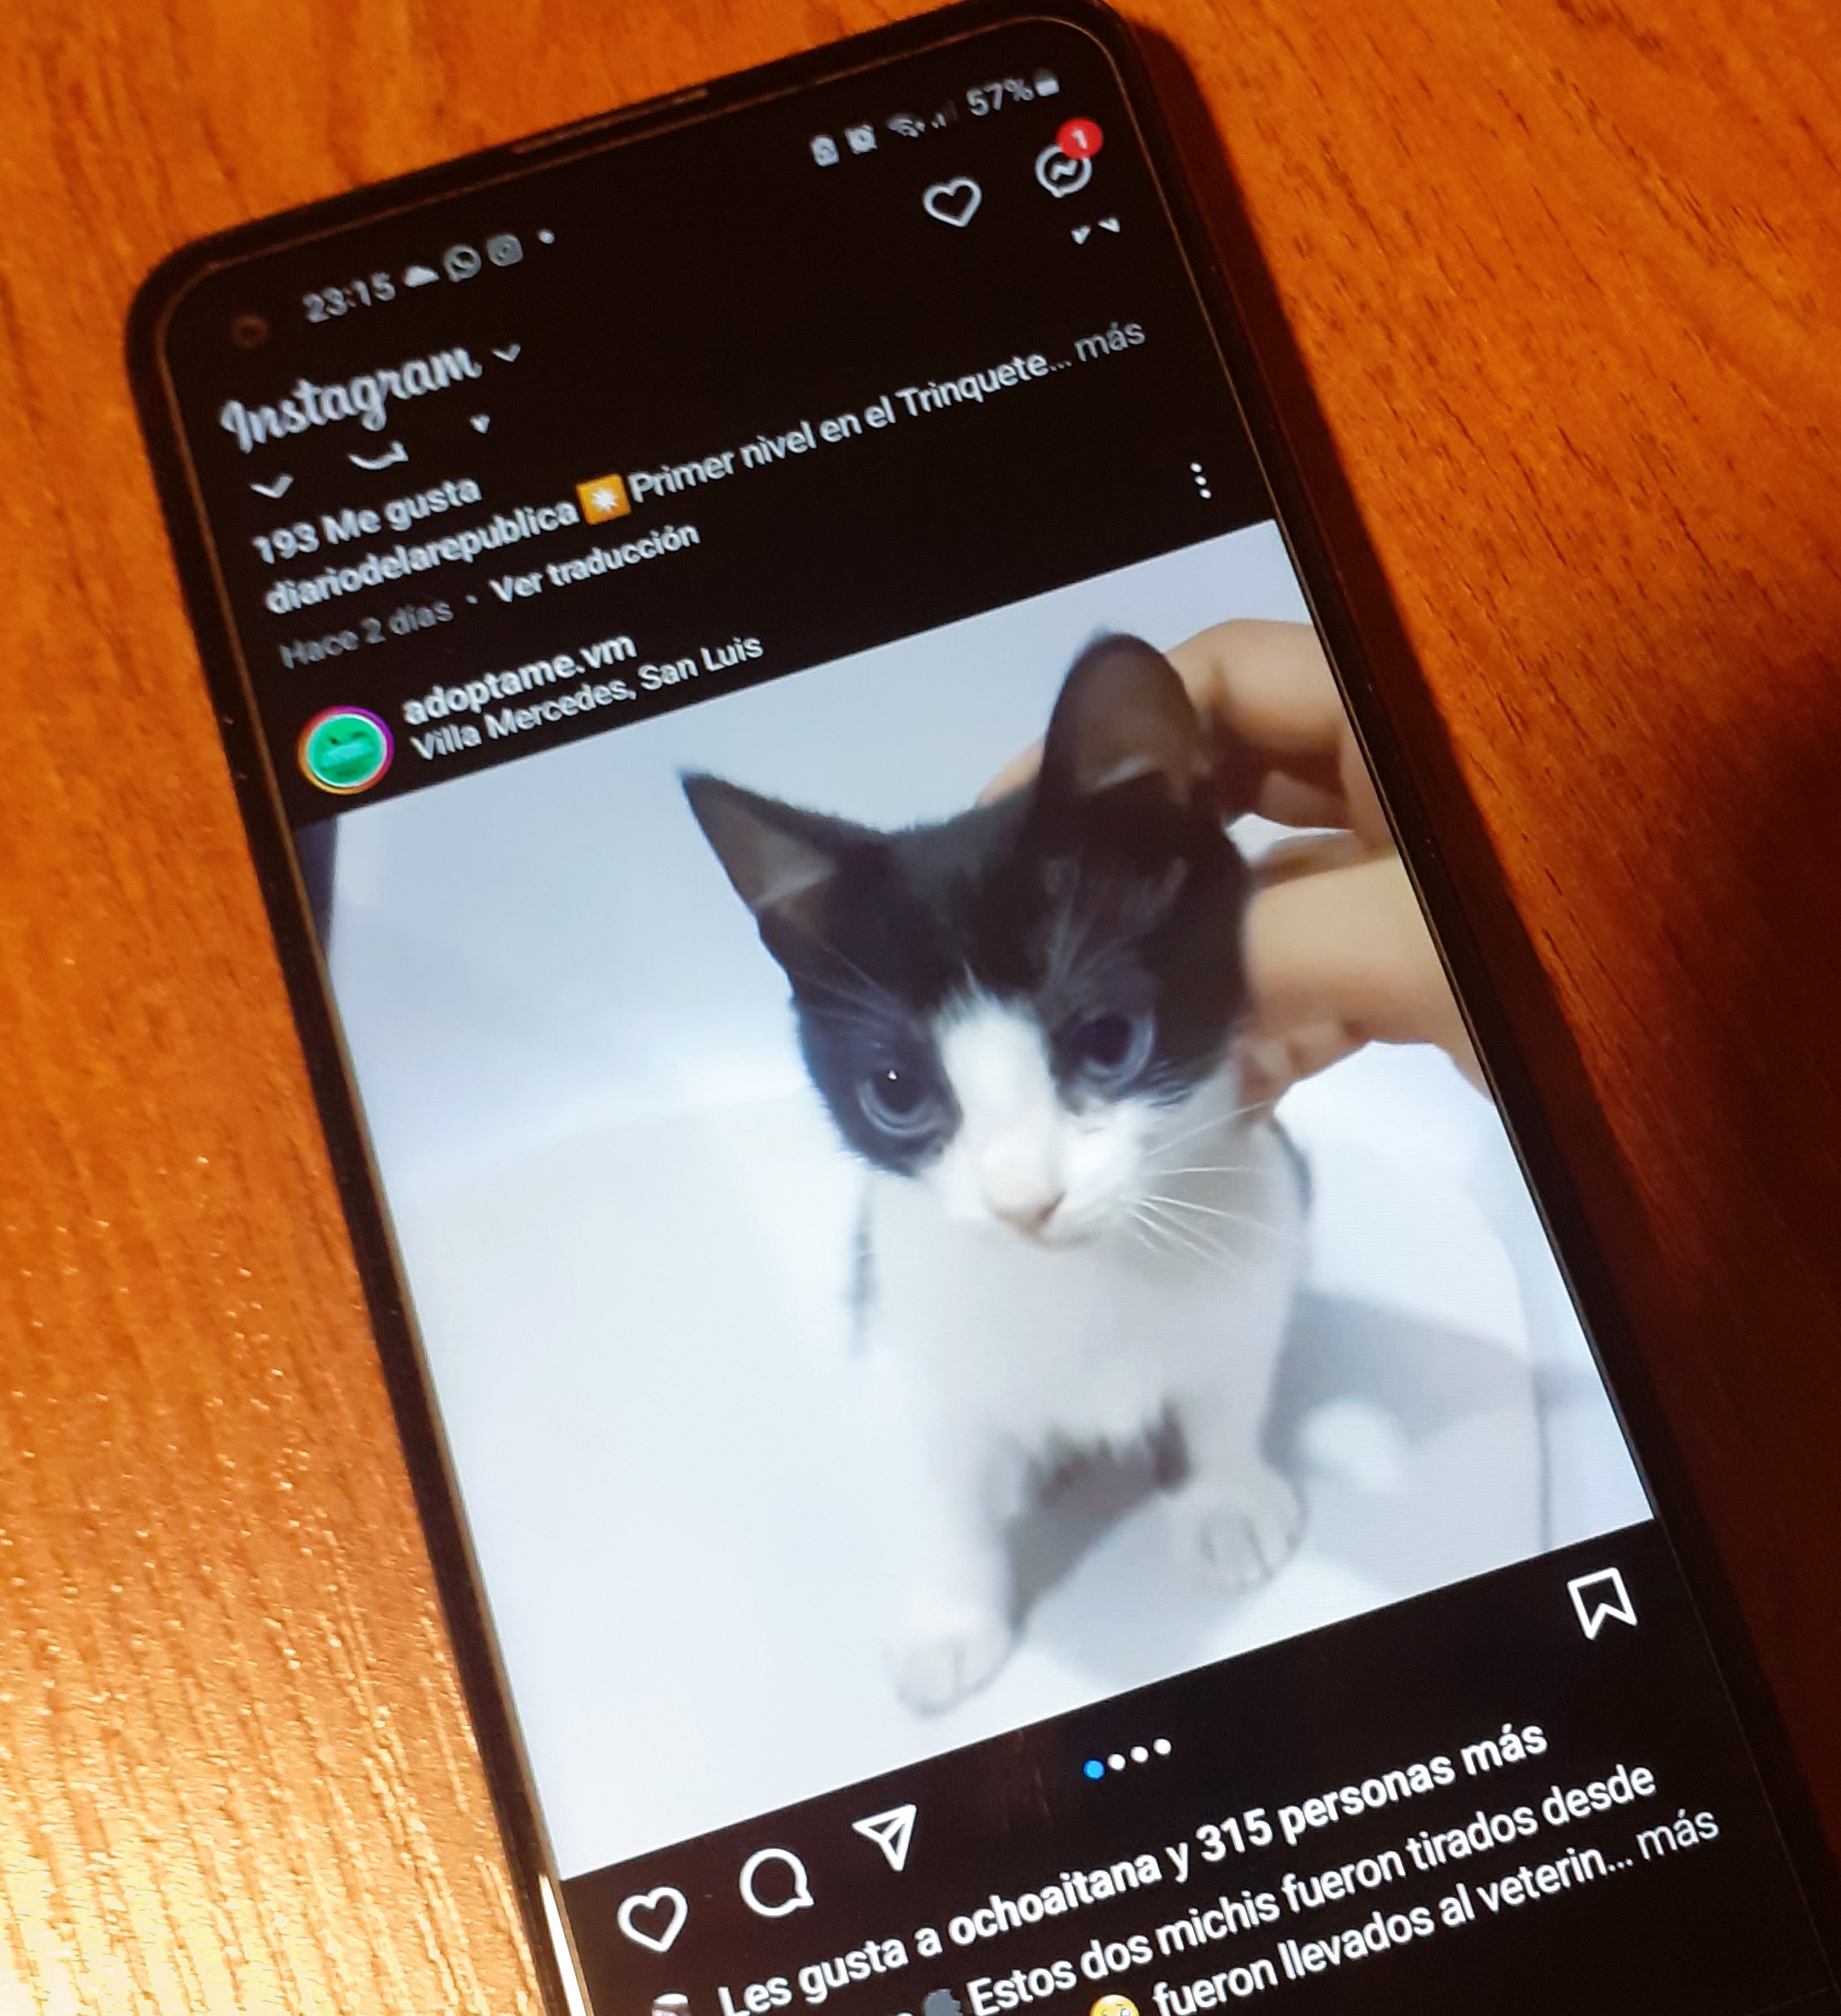 23:15
57%
1
Instagram
193 Me gusta
diariodelarepublica Primer nivel en el Trinquete... más
Hace 2 días · Ver traducción
adoptame.vm
Villa Mercedes, San Luis
Les gusta a ochoaitana y 315 personas más
Estos dos michis fueron tirados desde
fueron llevados al veterin... más